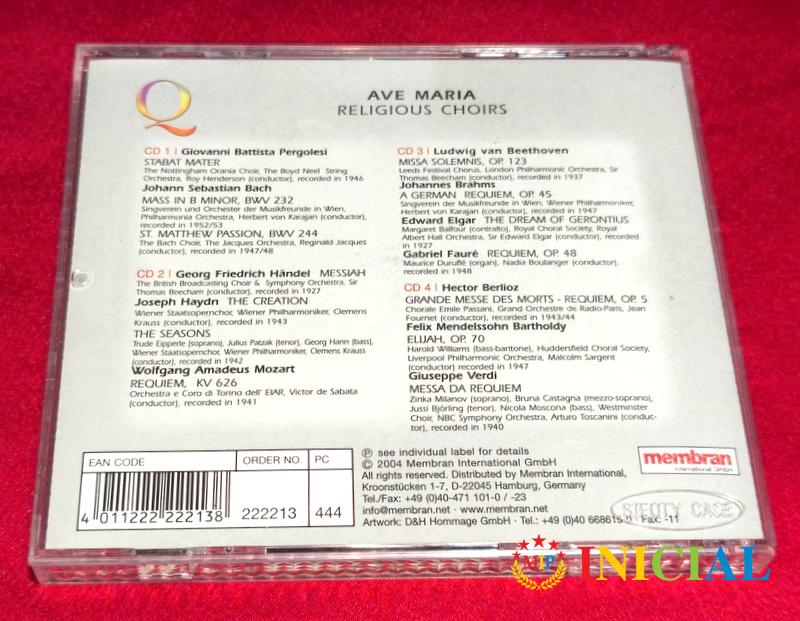 Q
AVE MARIA
RELIGIOUS CHOIRS
CD 1 | Giovanni Battista Pergolesi
STABAT MATER
The Nottingham Orania Choir, The Boyd Neel String
Orchestra, Roy Henderson (conductor), recorded in 1946
Johann Sebastian Bach
MASS IN B MINOR, BWV 232
Singverein und Orchester der Musikfreunde in Wien,
Philharmonia Orchestra, Herbert von Karajan (conductor),
recorded in 1952/53
ST. MATTHEW PASSION, BWV 244
The Bach Choir, The Jacques Orchestra, Reginald Jacques
(conductor), recorded in 1947/48
CD 2 | Georg Friedrich Händel MESSIAH
The British Broadcasting Choir & Symphony Orchestra, Sir
Thomas Beecham (conductor), recorded in 1927
Joseph Haydn THE CREATION
Wiener Staatsopernchor, Wiener Philharmoniker, Clemens
Krauss (conductor), recorded in 1943
THE SEASONS
Trude Eipperle (soprano), Julius Patzak (tenor), Georg Hann (bass),
Wiener Staatsopernchor, Wiener Philharmoniker, Clemens Krauss
(conductor), recorded in 1942
Wolfgang Amadeus Mozart
REQUIEM, KV 626
Orchestra e Coro di Torino dell' EIAR, Victor de Sabata
(conductor), recorded in 1941
CD 3 | Ludwig van Beethoven
MISSA SOLEMNIS, OP. 123
Leeds Festival Chorus, London Philharmonic Orchestra, Sir
Thomas Beecham (conductor), recorded in 1937
Johannes Brahms
A GERMAN REQUIEM, OP. 45
Singverein der Musikfreunde in Wien, Wiener Philharmoniker,
Herbert von Karajan (conductor), recorded in 1947
Edward Elgar THE DREAM OF GERONTIUS
Margaret Balfour (contralto), Royal Choral Society, Royal
Albert Hall Orchestra, Sir Edward Elgar (conductor), recorded
in 1927
Gabriel Fauré REQUIEM, OP. 48
Maurice Duruflé (organ), Nadia Boulanger (conductor), recorded in
1948
CD 4 | Hector Berlioz
GRANDE MESSE DES MORTS - REQUIEM, OP. 5
Chorale Emile Passani, Grand Orchestre de Radio-Paris, Jean
Fournet (conductor), recorded in 1943/44
Felix Mendelssohn Bartholdy
ELIJAH, OP. 70
Harold Williams (bass-baritone), Huddersfield Choral Society,
Liverpool Philharmonic Orchestra, Malcolm Sargent
(conductor), recorded in 1947
Giuseppe Verdi
MESSA DA REQUIEM
Zinka Milanov (soprano), Bruna Castagna (mezzo-soprano),
Jussi Björling (tenor), Nicola Moscona (bass), Westminster
Choir, NBC Symphony Orchestra, Arturo Toscanini (conduc-
tor), recorded in 1940
EAN CODE
ORDER NO.
PC
4 011222 222138
222213
444
℗ see individual label for details
© 2004 Membran International GmbH
All rights reserved. Distributed by Membran International,
Kroonstücken 1-7, D-22045 Hamburg, Germany
Tel./Fax: +49 (0)40-471 101-0 / -23
info@membran.net · www.membran.net
Artwork: D&H Hommage GmbH · Tel.: +49 (0)40 668615 Fax: -11
membran
international GmbH
CASE
MP
INICIAL